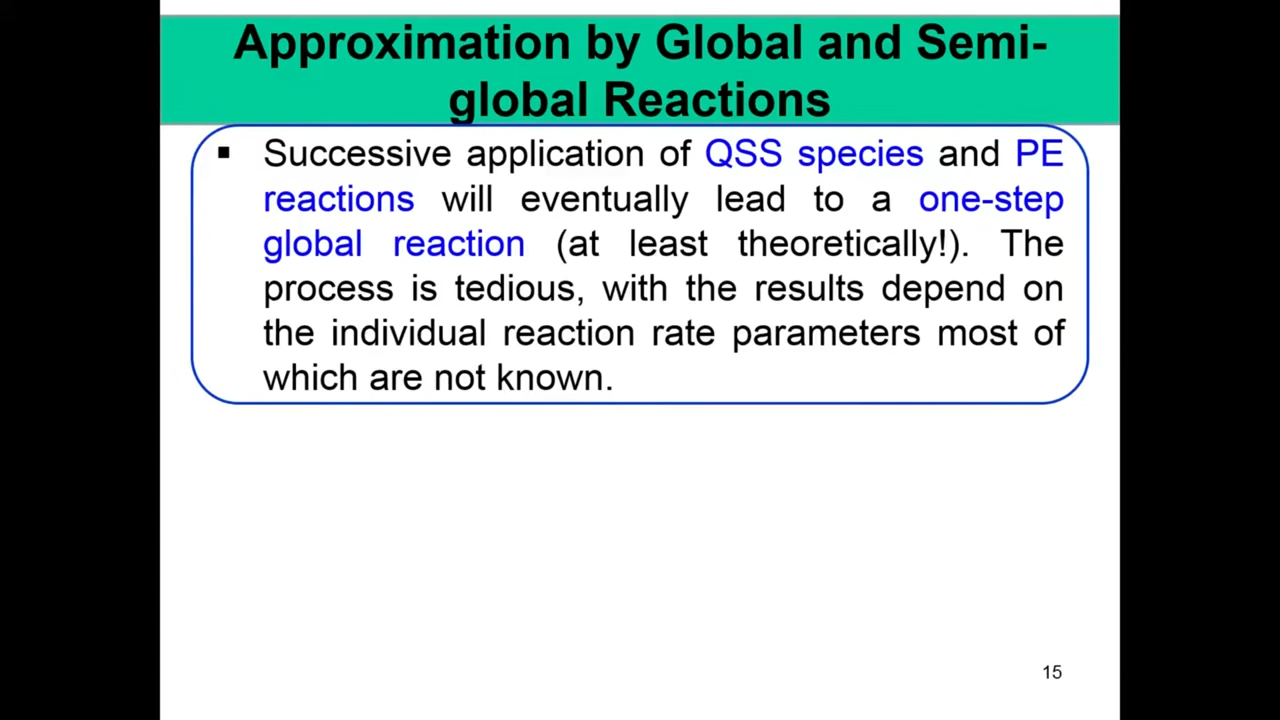 Approximation by Global and Semi-
global Reactions
▪ Successive application of QSS species and PE
reactions will eventually lead to a one-step
global reaction (at least theoretically!). The
process is tedious, with the results depend on
the individual reaction rate parameters most of
which are not known.
15